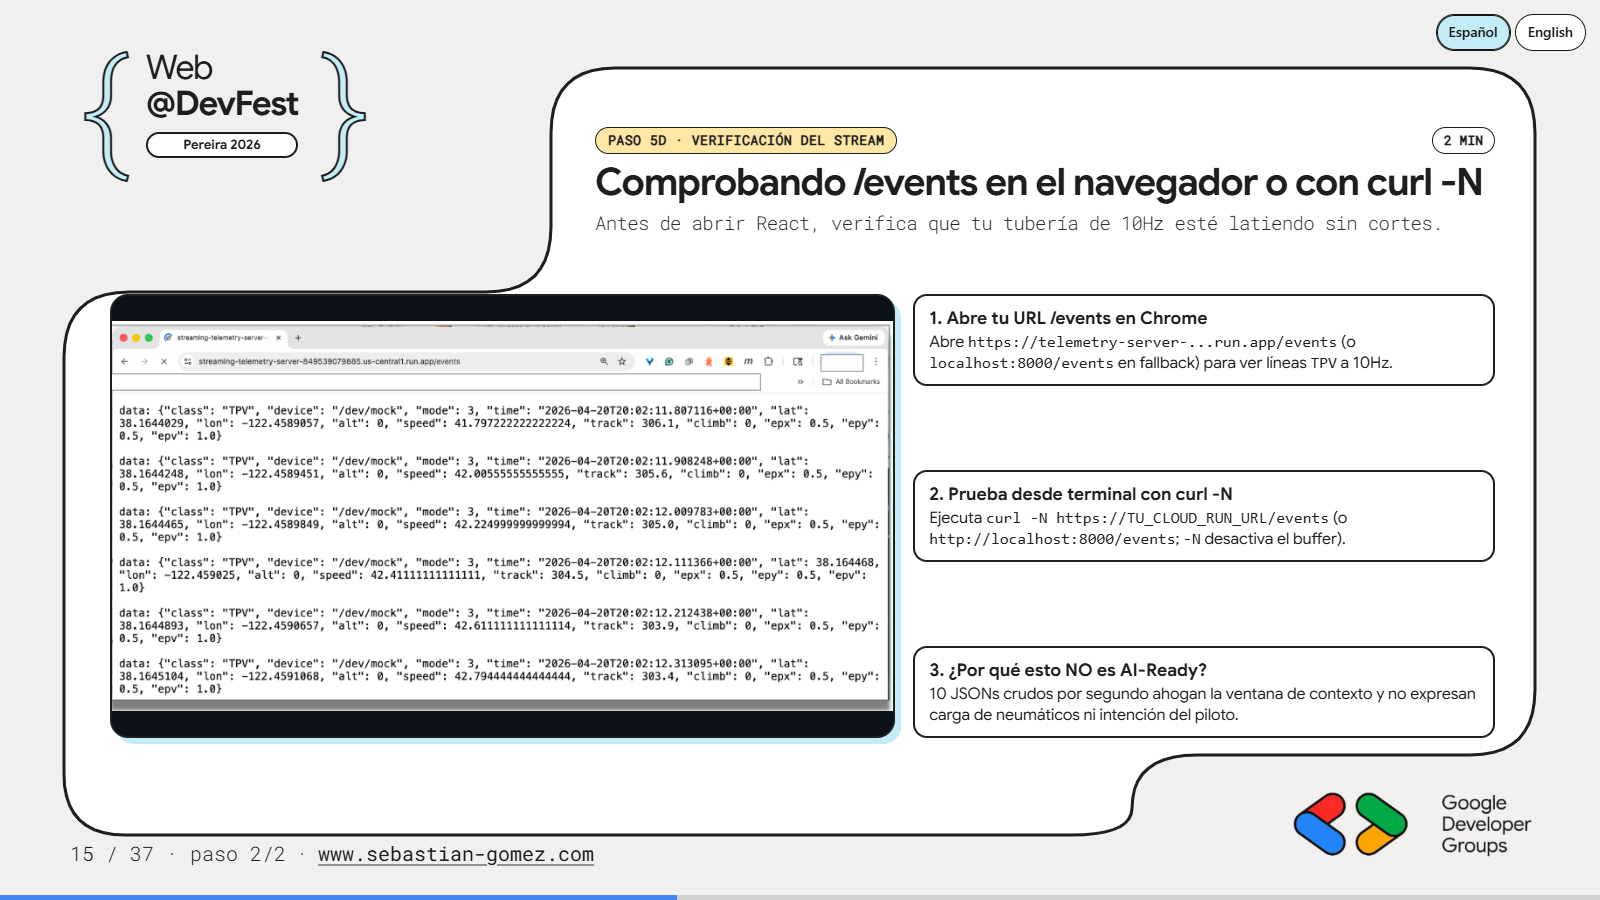 Español
English
Web
@DevFest
Pereira 2026
PASO 5D · VERIFICACIÓN DEL STREAM
2 MIN
Comprobando /events en el navegador o con curl -N
Antes de abrir React, verifica que tu tubería de 10Hz esté latiendo sin cortes.
streaming-telemetry-server-
Ask Gemini
streaming-telemetry-server-849539079885.us-central1.run.app/events
All Bookmarks
data: {"class": "TPV", "device": "/dev/mock", "mode": 3, "time": "2026-04-20T20:02:11.807116+00:00", "lat":
38.1644029, "lon": -122.4589057, "alt": 0, "speed": 41.797222222222224, "track": 306.1, "climb": 0, "epx": 0.5, "epy":
0.5, "epv": 1.0}
data: {"class": "TPV", "device": "/dev/mock", "mode": 3, "time": "2026-04-20T20:02:11.908248+00:00", "lat":
38.1644248, "lon": -122.4589451, "alt": 0, "speed": 42.00555555555555, "track": 305.6, "climb": 0, "epx": 0.5, "epy":
0.5, "epv": 1.0}
data: {"class": "TPV", "device": "/dev/mock", "mode": 3, "time": "2026-04-20T20:02:12.009783+00:00", "lat":
38.1644465, "lon": -122.4589849, "alt": 0, "speed": 42.224999999999994, "track": 305.0, "climb": 0, "epx": 0.5, "epy":
0.5, "epv": 1.0}
data: {"class": "TPV", "device": "/dev/mock", "mode": 3, "time": "2026-04-20T20:02:12.111366+00:00", "lat": 38.164468,
"lon": -122.459025, "alt": 0, "speed": 42.41111111111111, "track": 304.5, "climb": 0, "epx": 0.5, "epy": 0.5, "epv":
1.0}
data: {"class": "TPV", "device": "/dev/mock", "mode": 3, "time": "2026-04-20T20:02:12.212438+00:00", "lat":
38.1644893, "lon": -122.4590657, "alt": 0, "speed": 42.611111111111114, "track": 303.9, "climb": 0, "epx": 0.5, "epy":
0.5, "epv": 1.0}
data: {"class": "TPV", "device": "/dev/mock", "mode": 3, "time": "2026-04-20T20:02:12.313095+00:00", "lat":
38.1645104, "lon": -122.4591068, "alt": 0, "speed": 42.794444444444444, "track": 303.4, "climb": 0, "epx": 0.5, "epy":
0.5, "epv": 1.0}
1. Abre tu URL /events en Chrome
Abre https://telemetry-server-...run.app/events (o
localhost:8000/events en fallback) para ver líneas TPV a 10Hz.
2. Prueba desde terminal con curl -N
Ejecuta curl -N https://TU_CLOUD_RUN_URL/events (o
http://localhost:8000/events; -N desactiva el buffer).
3. ¿Por qué esto NO es AI-Ready?
10 JSONs crudos por segundo ahogan la ventana de contexto y no expresan
carga de neumáticos ni intención del piloto.
15 / 37 · paso 2/2 · www.sebastian-gomez.com
Google
Developer
Groups